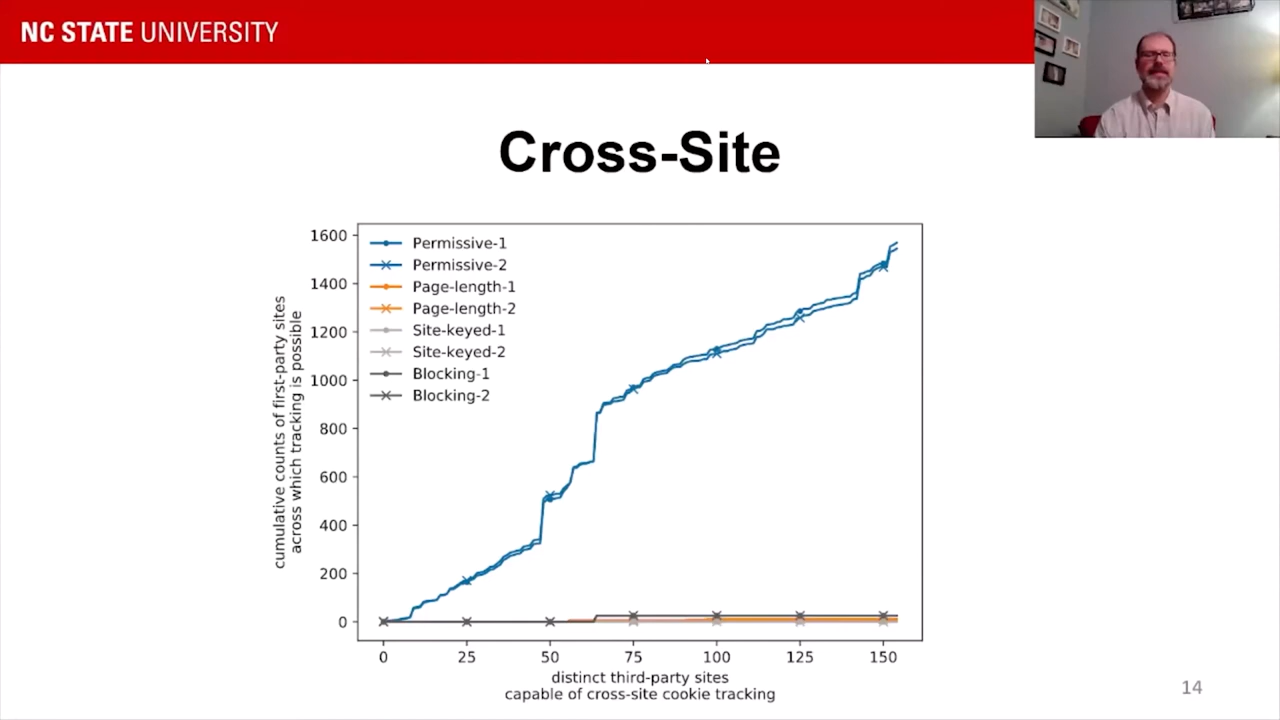 NC STATE UNIVERSITY
Cross-Site
1600
1400
1200
1000
800
600
400
200
0
cumulative counts of first-party sites
across which tracking is possible
Permissive-1
Permissive-2
Page-length-1
Page-length-2
Site-keyed-1
Site-keyed-2
Blocking-1
Blocking-2
0 25 50 75 100 125 150
distinct third-party sites
capable of cross-site cookie tracking
14